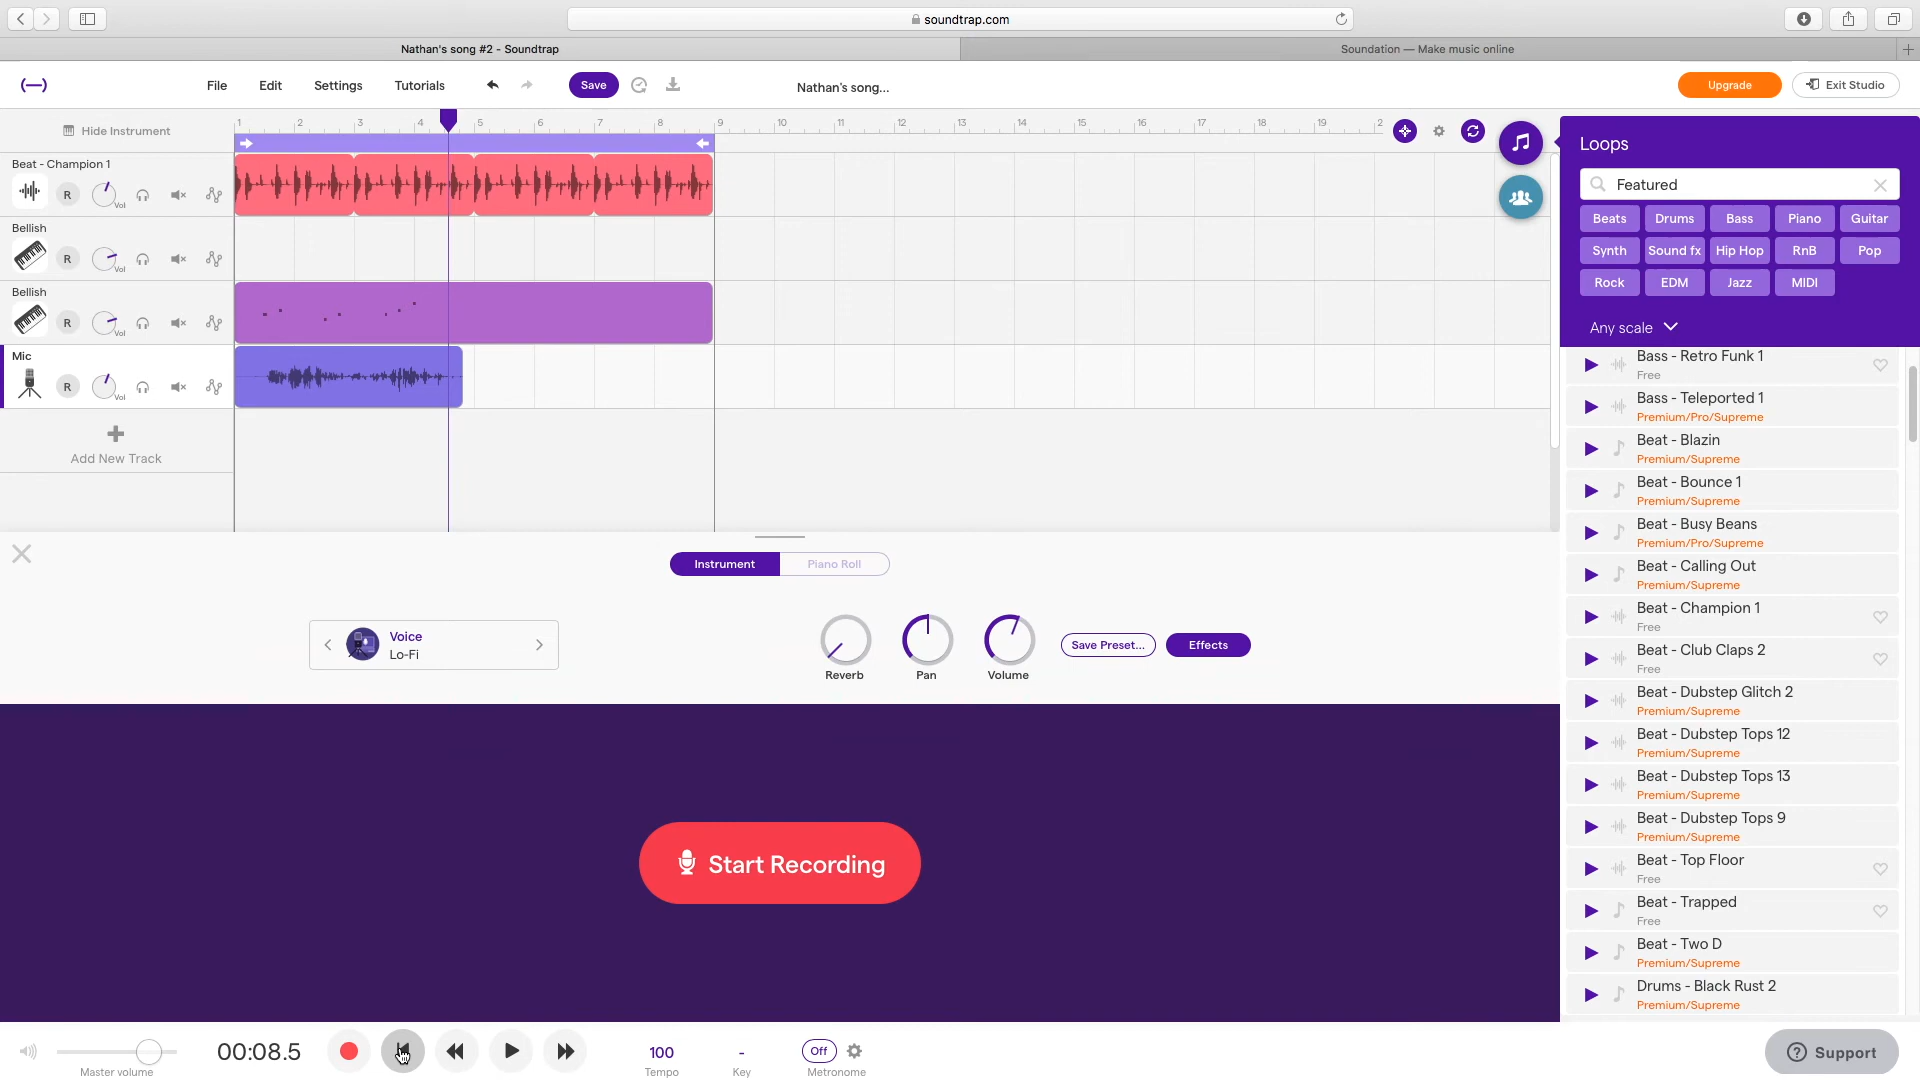 soundtrap.com
Nathan's song #2 - Soundtrap
Soundation — Make music online
File Edit Settings Tutorials Save Nathan's song... Upgrade Exit Studio
Hide Instrument
1 2 3 4 5 6 7 8 9 10 11 12 13 14 15 16 17 18 19 2
Beat - Champion 1
R Vol
Bellish
R Vol
Bellish
R Vol
Mic
R Vol
Add New Track
Instrument Piano Roll
Voice
Lo-Fi
Reverb Pan Volume Save Preset... Effects
Start Recording
Loops
Featured
Beats Drums Bass Piano Guitar
Synth Sound fx Hip Hop RnB Pop
Rock EDM Jazz MIDI
Any scale
Bass - Retro Funk 1
Free
Bass - Teleported 1
Premium/Pro/Supreme
Beat - Blazin
Premium/Supreme
Beat - Bounce 1
Premium/Supreme
Beat - Busy Beans
Premium/Pro/Supreme
Beat - Calling Out
Premium/Supreme
Beat - Champion 1
Free
Beat - Club Claps 2
Free
Beat - Dubstep Glitch 2
Premium/Supreme
Beat - Dubstep Tops 12
Premium/Supreme
Beat - Dubstep Tops 13
Premium/Supreme
Beat - Dubstep Tops 9
Premium/Supreme
Beat - Top Floor
Free
Beat - Trapped
Free
Beat - Two D
Premium/Supreme
Drums - Black Rust 2
Premium/Supreme
Master volume
00:08.5
100
Tempo
-
Key
Off
Metronome
Support